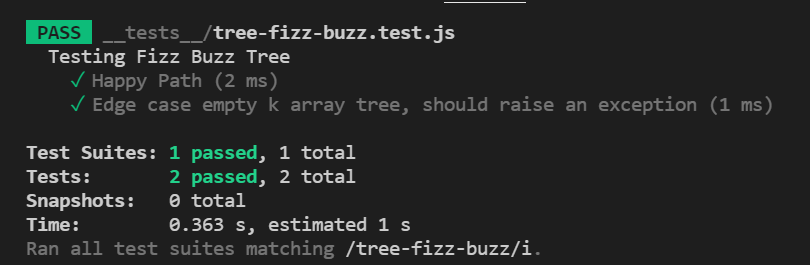 PASS __tests__/tree-fizz-buzz.test.js
Testing Fizz Buzz Tree
✓ Happy Path (2 ms)
✓ Edge case empty k array tree, should raise an exception (1 ms)
Test Suites: 1 passed, 1 total
Tests: 2 passed, 2 total
Snapshots: 0 total
Time: 0.363 s, estimated 1 s
Ran all test suites matching /tree-fizz-buzz/i.